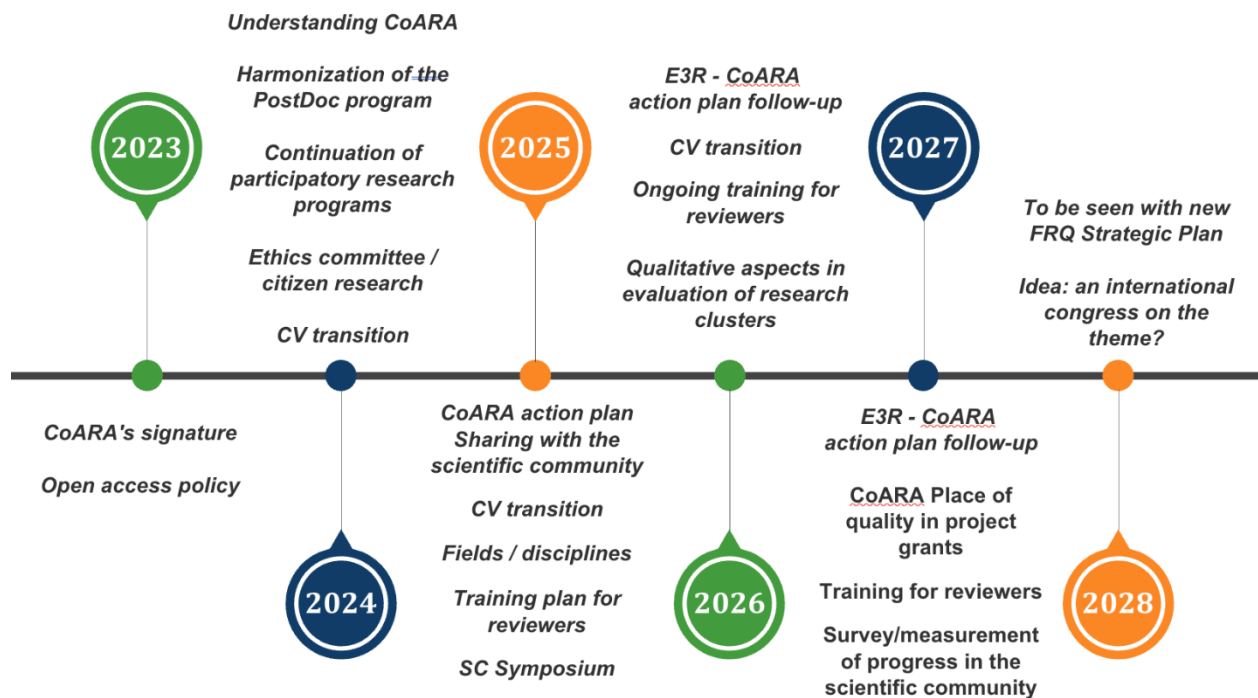 2023
CoARA's signature
Open access policy
Understanding CoARA
Harmonization of the
PostDoc program
Continuation of
participatory research
programs
Ethics committee /
citizen research
CV transition
2024
2025
CoARA action plan
Sharing with the
scientific community
CV transition
Fields / disciplines
Training plan for
reviewers
SC Symposium
E3R - CoARA
action plan follow-up
CV transition
Ongoing training for
reviewers
Qualitative aspects in
evaluation of research
clusters
2026
2027
E3R - CoARA
action plan follow-up
CoARA Place of
quality in project
grants
Training for reviewers
Survey/measurement
of progress in the
scientific community
To be seen with new
FRQ Strategic Plan
Idea: an international
congress on the
theme?
2028